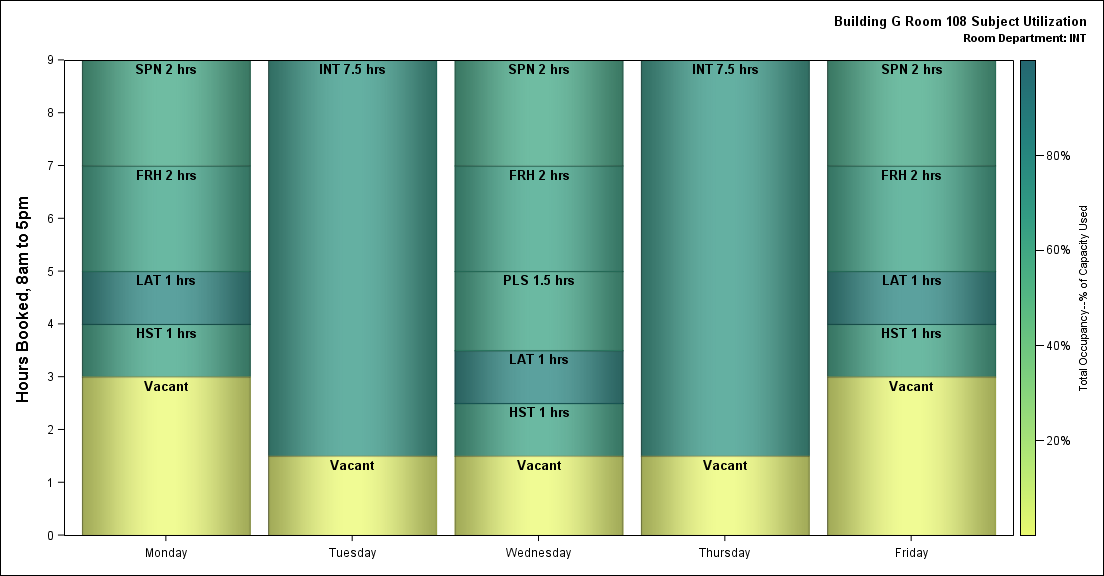 Building G Room 108 Subject Utilization
Room Department: INT
Hours Booked, 8am to 5pm
9
8
7
6
5
4
3
2
1
0
SPN 2 hrs
FRH 2 hrs
LAT 1 hrs
HST 1 hrs
Vacant
INT 7.5 hrs
Vacant
SPN 2 hrs
FRH 2 hrs
PLS 1.5 hrs
LAT 1 hrs
HST 1 hrs
Vacant
INT 7.5 hrs
Vacant
SPN 2 hrs
FRH 2 hrs
LAT 1 hrs
HST 1 hrs
Vacant
Monday
Tuesday
Wednesday
Thursday
Friday
80%
60%
40%
20%
Total Occupancy--% of Capacity Used